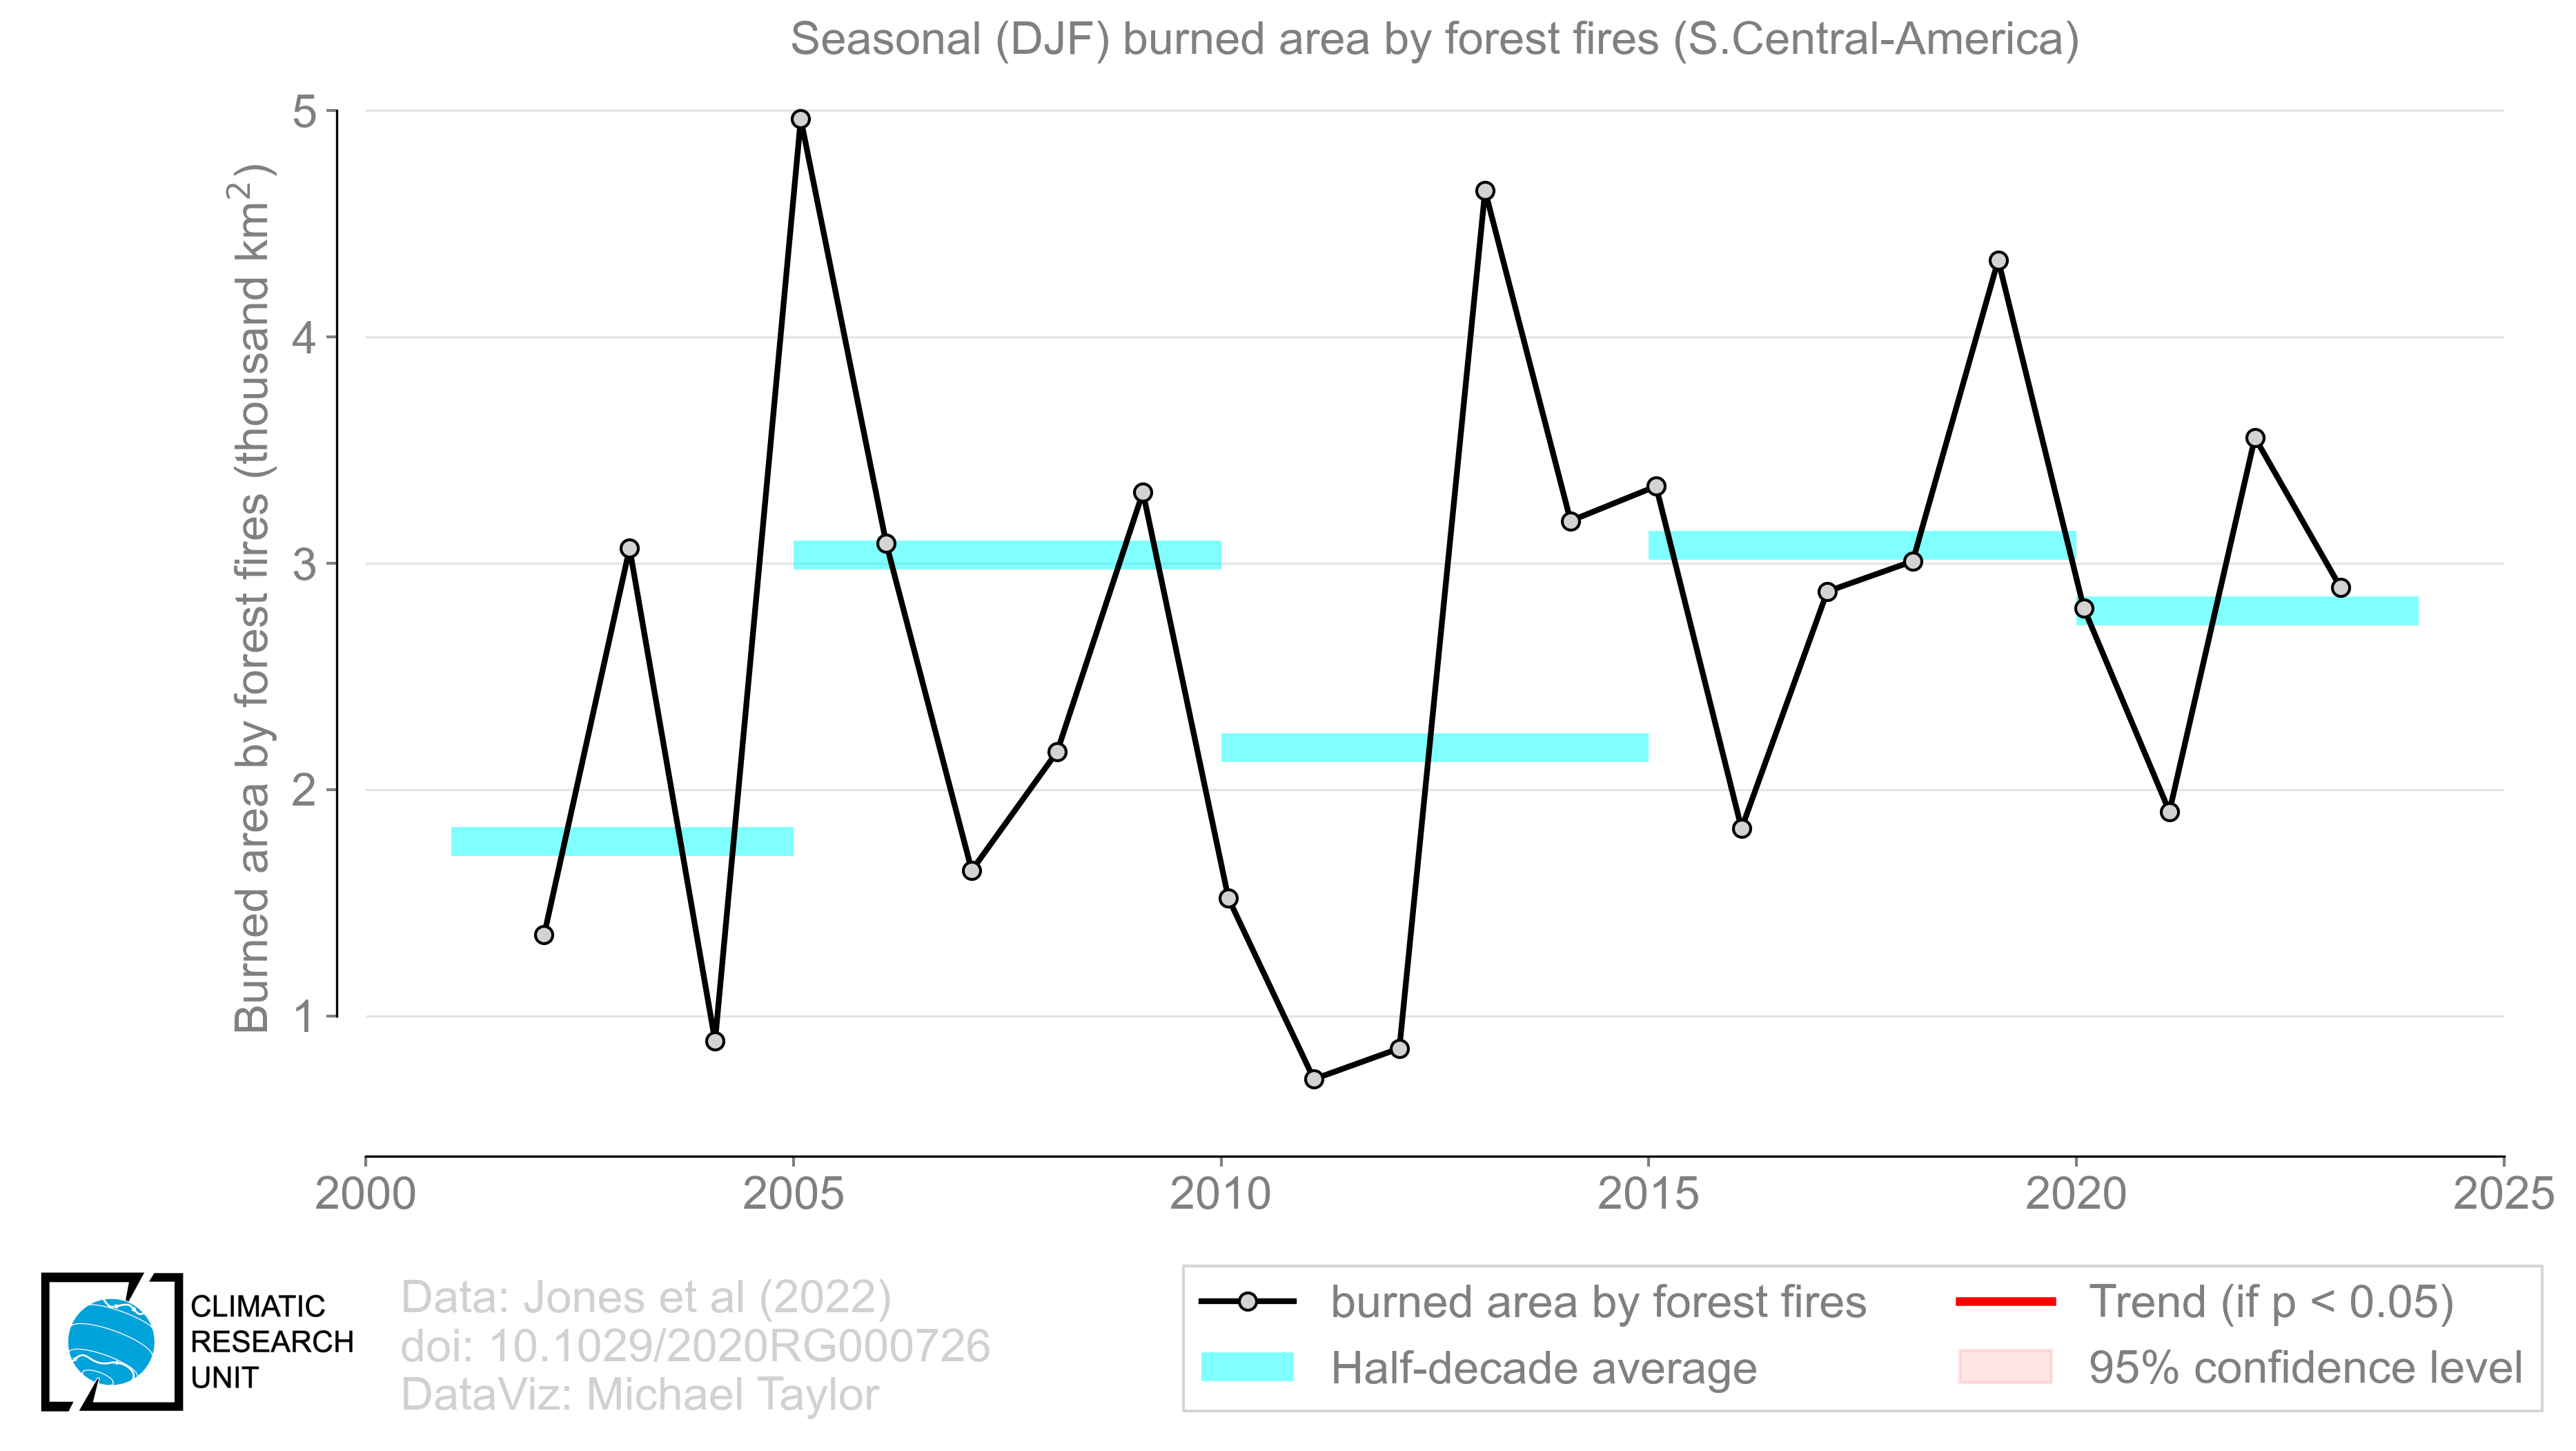 Seasonal (DJF) burned area by forest fires (S.Central-America)
Burned area by forest fires (thousand km²)
5
4
3
2
1
2000 2005 2010 2015 2020 2025
CLIMATIC
RESEARCH
UNIT
Data: Jones et al (2022)
doi: 10.1029/2020RG000726
DataViz: Michael Taylor
burned area by forest fires
Half-decade average
Trend (if p < 0.05)
95% confidence level